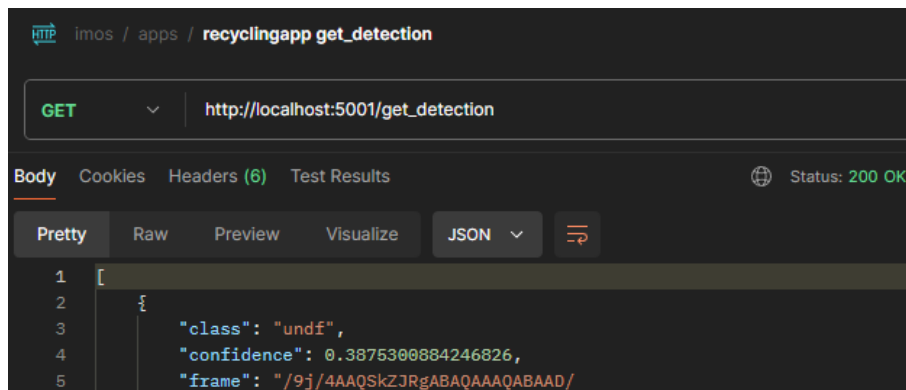 HTTP imos / apps / recyclingapp get_detection
GET http://localhost:5001/get_detection
Body Cookies Headers (6) Test Results Status: 200 OK
Pretty Raw Preview Visualize JSON
1 [
2 {
3 "class": "undf",
4 "confidence": 0.3875300884246826,
5 "frame": "/9j/4AAQSkZJRgABAQAAAQABAAD/